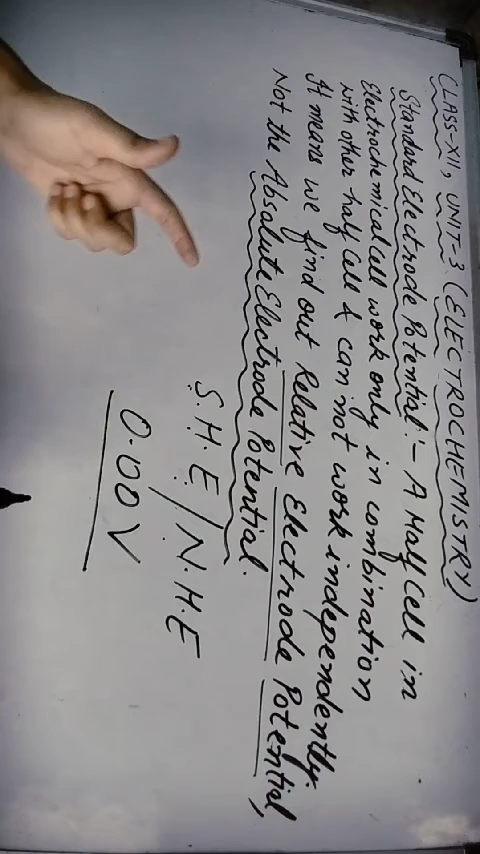 CLASS-XII, UNIT-3 (ELECTROCHEMISTRY)
Standard Electrode Potential:- A Half Cell in
Electrochemical cell work only in combination
with other half cell & can not work independently.
It means we find out Relative Electrode Potential,
Not the Absolute Electrode Potential.
S.H.E / N.H.E
0.00 V